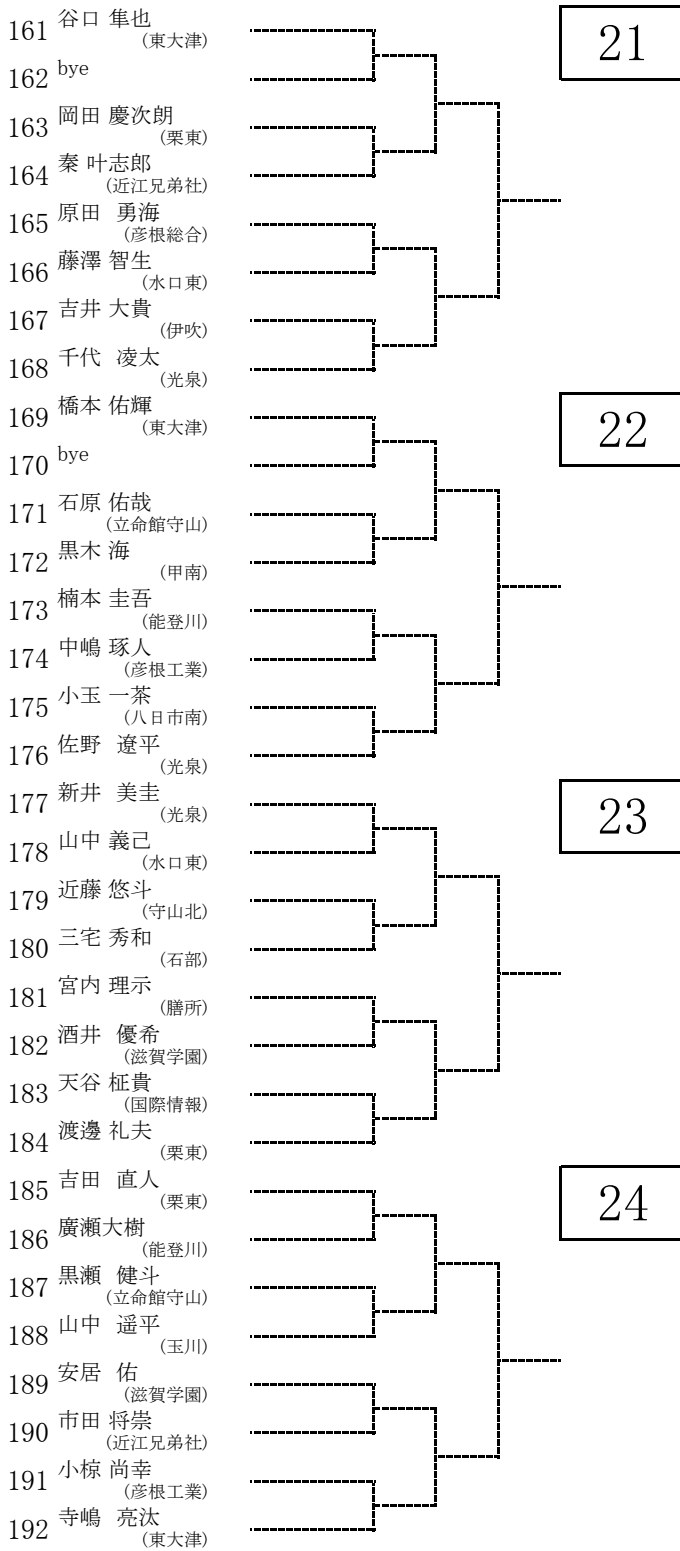 161 谷口 隼也
(東大津)
21
162 bye
163 岡田 慶次朗
(栗東)
164 秦 叶志郎
(近江兄弟社)
165 原田 勇海
(彦根総合)
166 藤澤 智生
(水口東)
167 吉井 大貴
(伊吹)
168 千代 凌太
(光泉)
169 橋本 佑輝
(東大津)
22
170 bye
171 石原 佑哉
(立命館守山)
172 黒木 海
(甲南)
173 楠本 圭吾
(能登川)
174 中嶋 琢人
(彦根工業)
175 小玉 一茶
(八日市南)
176 佐野 遼平
(光泉)
177 新井 美圭
(光泉)
23
178 山中 義己
(水口東)
179 近藤 悠斗
(守山北)
180 三宅 秀和
(石部)
181 宮内 理示
(膳所)
182 酒井 優希
(滋賀学園)
183 天谷 柾貴
(国際情報)
184 渡邊 礼夫
(栗東)
185 吉田 直人
(栗東)
24
186 廣瀬大樹
(能登川)
187 黒瀬 健斗
(立命館守山)
188 山中 遥平
(玉川)
189 安居 佑
(滋賀学園)
190 市田 将崇
(近江兄弟社)
191 小椋 尚幸
(彦根工業)
192 寺嶋 亮汰
(東大津)